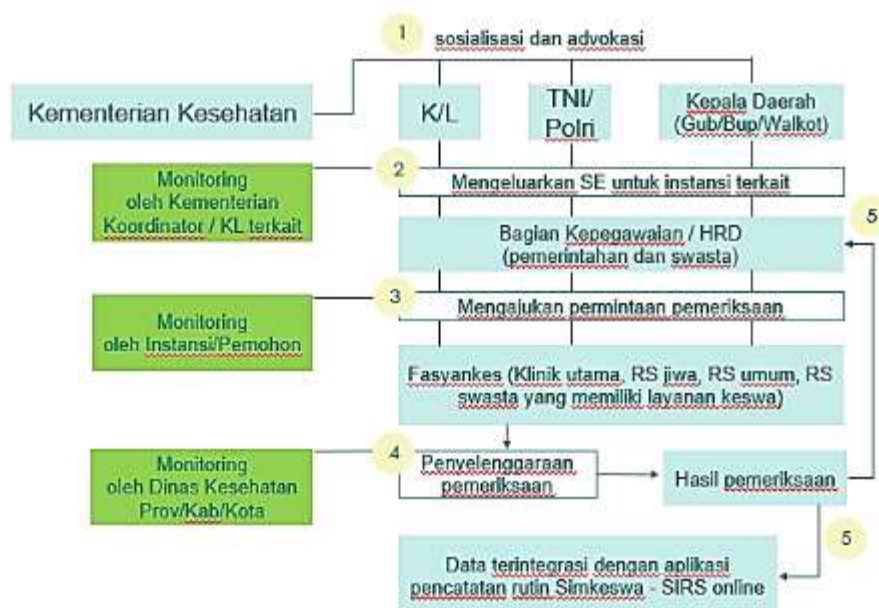 1
sosialisasi dan advokasi
Kementerian Kesehatan
K/L
TNI/
Polri
Kepala Daerah
(Gub/Bup/Walkot)
Monitoring
oleh Kementerian
Koordinator / KL terkait
2
Mengeluarkan SE untuk instansi terkait
Bagian Kepegawaian / HRD
(pemerintahan dan swasta)
5
Monitoring
oleh Instansi/Pemohon
3
Mengajukan permintaan pemeriksaan
Fasyankes (Klinik utama, RS jiwa, RS umum, RS
swasta yang memiliki layanan keswa)
Monitoring
oleh Dinas Kesehatan
Prov/Kab/Kota
4
Penyelenggaraan
pemeriksaan
Hasil pemeriksaan
5
Data terintegrasi dengan aplikasi
pencatatan rutin Simkeswa - SIRS online